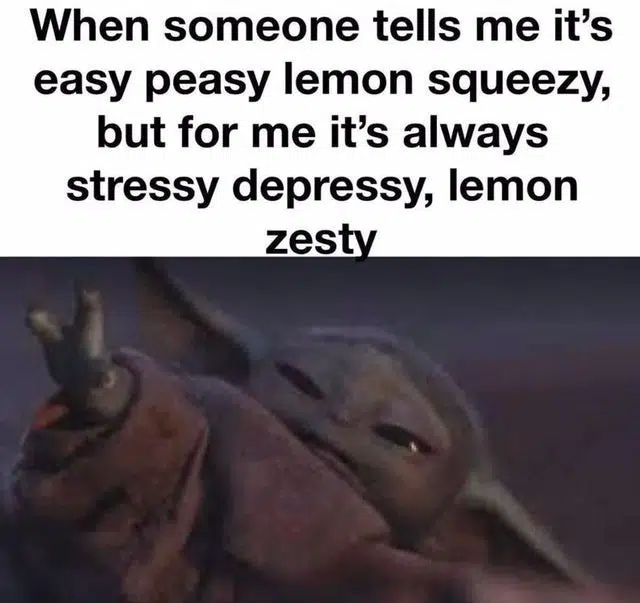 When someone tells me it’s
easy peasy lemon squeezy,
but for me it’s always
stressy depressy, lemon
zesty